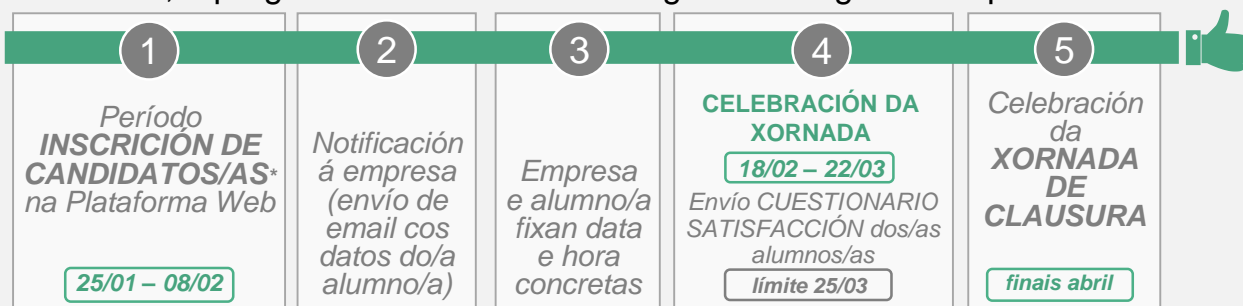 1
Período
INSCRICIÓN DE
CANDIDATOS/AS*
na Plataforma Web
25/01 – 08/02
2
Notificación
á empresa
(envío de
email cos
datos do/a
alumno/a)
3
Empresa
e alumno/a
fixan data
e hora
concretas
4
CELEBRACIÓN DA
XORNADA
18/02 – 22/03
Envío CUESTIONARIO
SATISFACCIÓN dos/as
alumnos/as
límite 25/03
5
Celebración
da
XORNADA
DE
CLAUSURA
finais abril